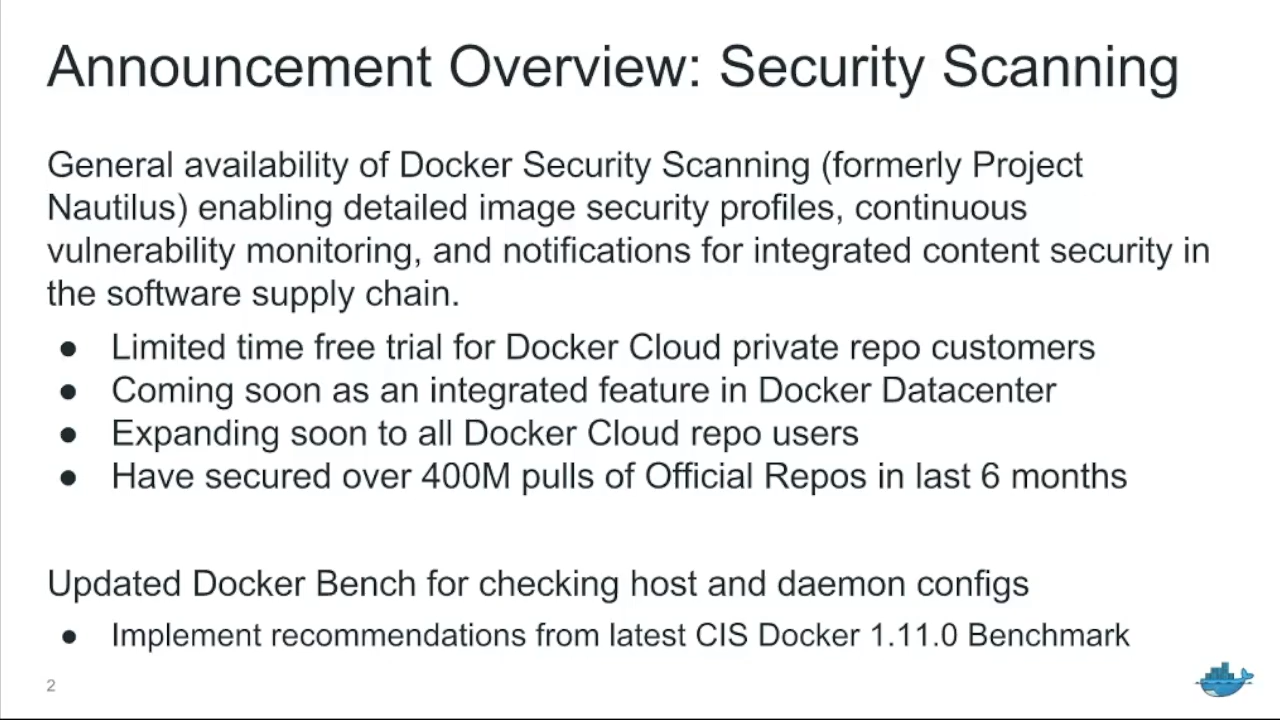 Announcement Overview: Security Scanning
General availability of Docker Security Scanning (formerly Project
Nautilus) enabling detailed image security profiles, continuous
vulnerability monitoring, and notifications for integrated content security in
the software supply chain.
● Limited time free trial for Docker Cloud private repo customers
● Coming soon as an integrated feature in Docker Datacenter
● Expanding soon to all Docker Cloud repo users
● Have secured over 400M pulls of Official Repos in last 6 months
Updated Docker Bench for checking host and daemon configs
● Implement recommendations from latest CIS Docker 1.11.0 Benchmark
2